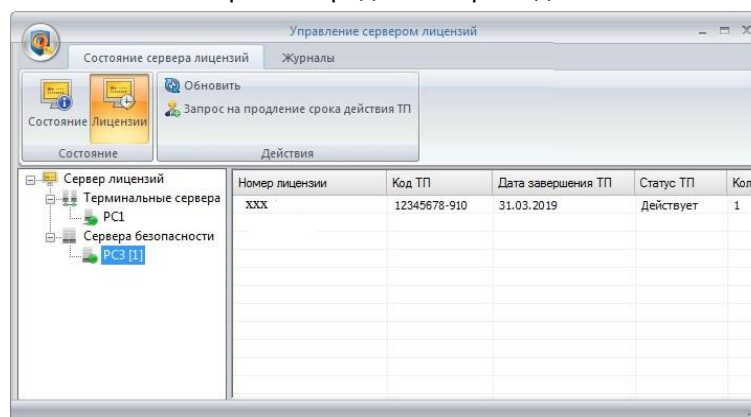 Управление сервером лицензий
Состояние сервера лицензий Журналы
Состояние Лицензии
Обновить
Запрос на продление срока действия ТП
Состояние Действия
Сервер лицензий
Терминальные сервера
PC1
Сервера безопасности
PC3 [1]
Номер лицензии Код ТП Дата завершения ТП Статус ТП Кол
XXX 12345678-910 31.03.2019 Действует 1